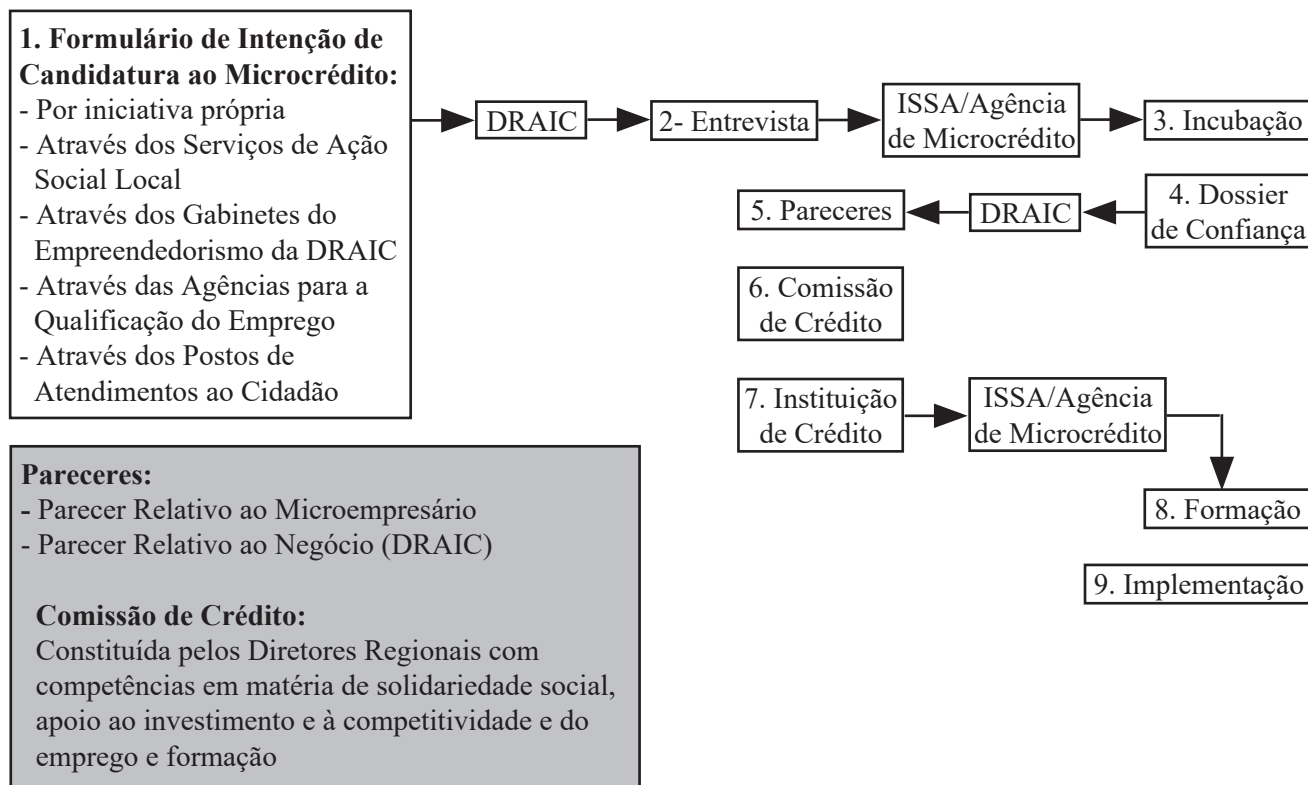 1. Formulário de Intenção de
Candidatura ao Microcrédito:
- Por iniciativa própria
- Através dos Serviços de Ação
Social Local
- Através dos Gabinetes do
Empreendedorismo da DRAIC
- Através das Agências para a
Qualificação do Emprego
- Através dos Postos de
Atendimentos ao Cidadão
DRAIC
2- Entrevista
ISSA/Agência
de Microcrédito
3. Incubação
4. Dossier
de Confiança
DRAIC
5. Pareceres
6. Comissão
de Crédito
7. Instituição
de Crédito
ISSA/Agência
de Microcrédito
8. Formação
9. Implementação
Pareceres:
- Parecer Relativo ao Microempresário
- Parecer Relativo ao Negócio (DRAIC)
Comissão de Crédito:
Constituída pelos Diretores Regionais com
competências em matéria de solidariedade social,
apoio ao investimento e à competitividade e do
emprego e formação